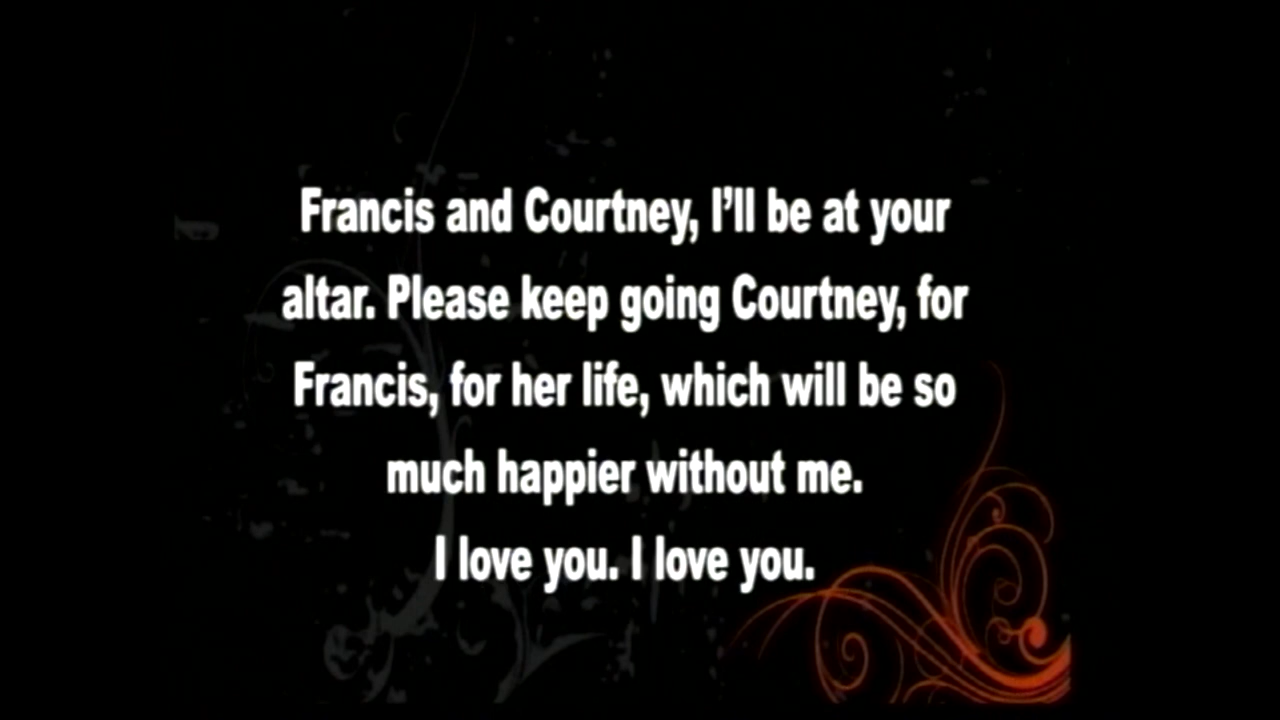 Francis and Courtney, I’ll be at your
altar. Please keep going Courtney, for
Francis, for her life, which will be so
much happier without me.
I love you. I love you.